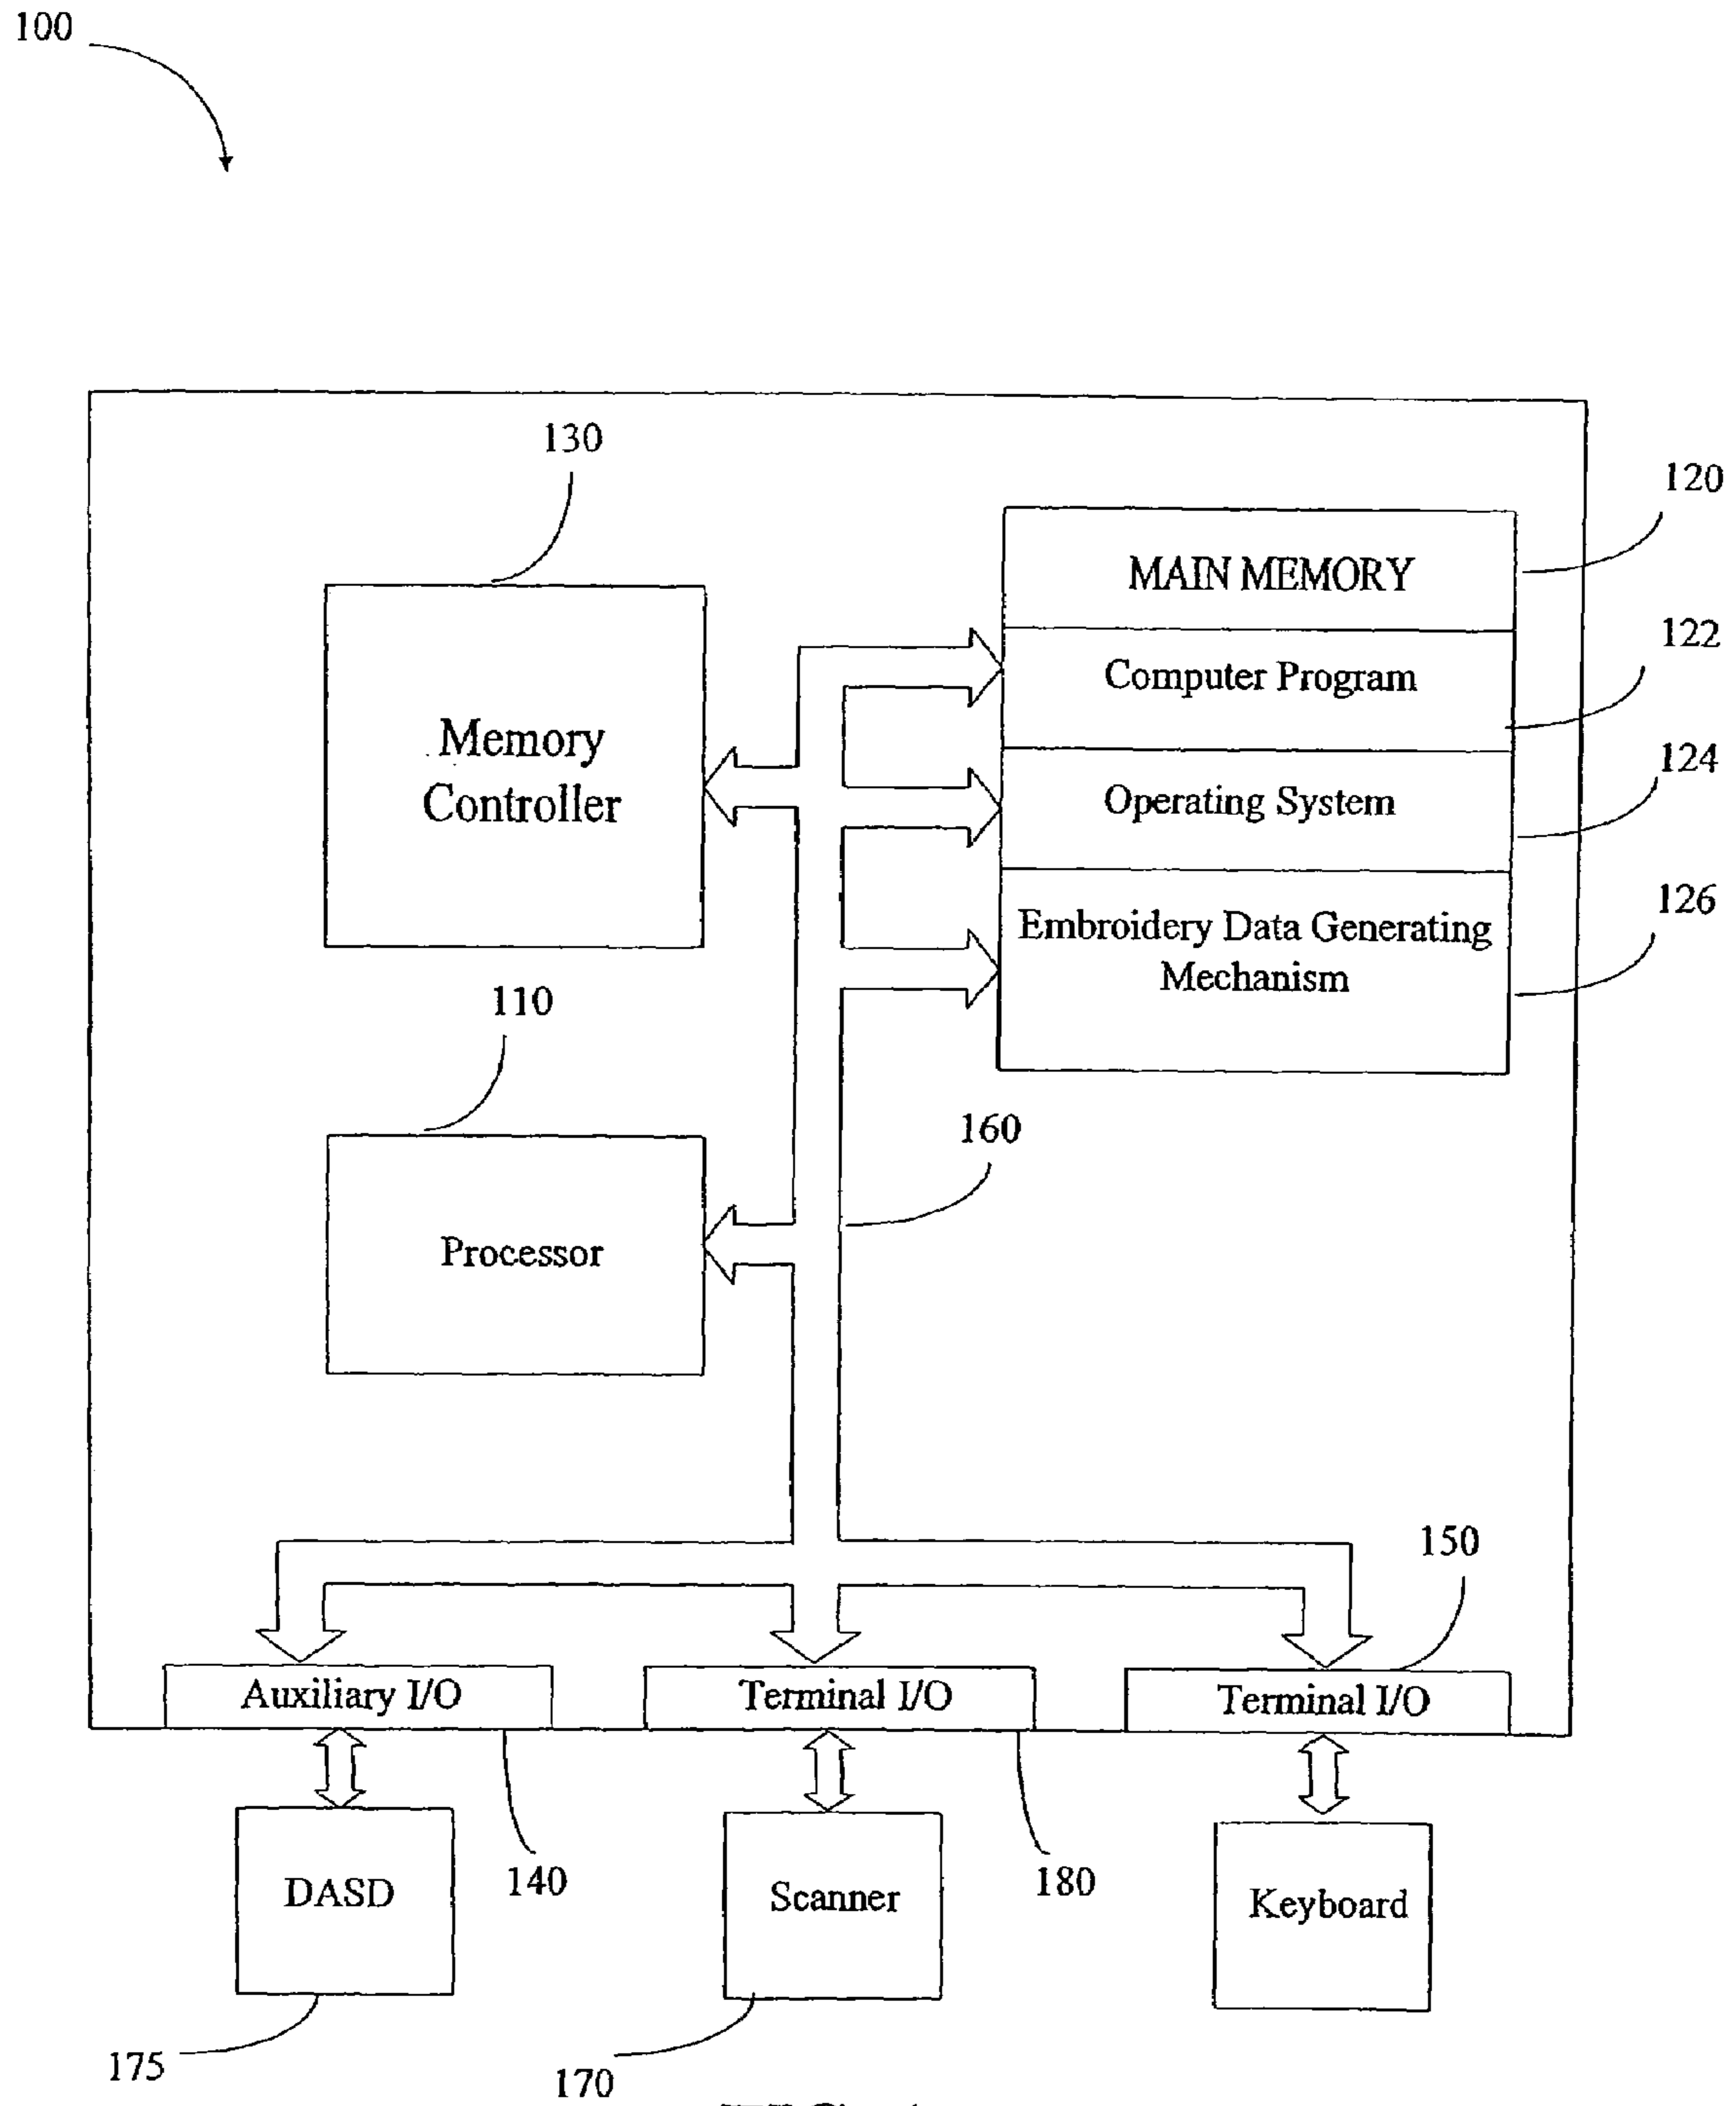 100
130
120
MAIN MEMORY
122
Computer Program
Memory
Controller
124
Operating System
126
Embroidery Data Generating
Mechanism
110
160
Processor
150
Auxiliary I/O
Terminal I/O
Terminal I/O
140
180
DASD
Scanner
Keyboard
175
170